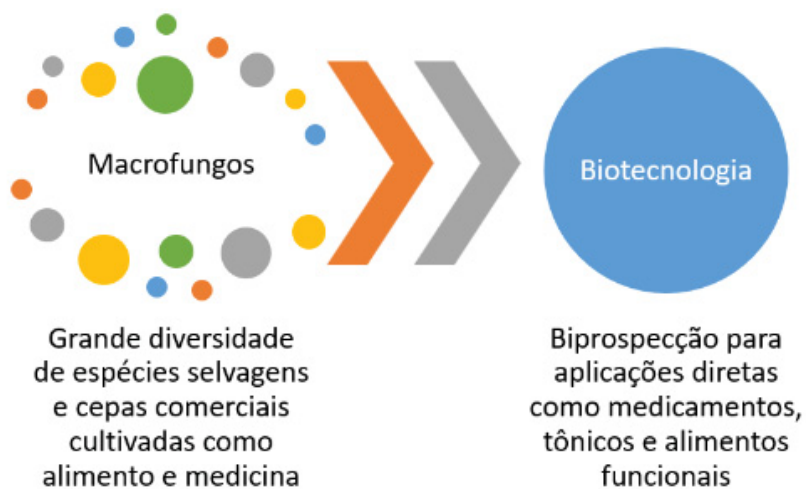 Macrofungos
Biotecnologia
Grande diversidade
de espécies selvagens
e cepas comerciais
cultivadas como
alimento e medicina
Biprospecção para
aplicações diretas
como medicamentos,
tônicos e alimentos
funcionais